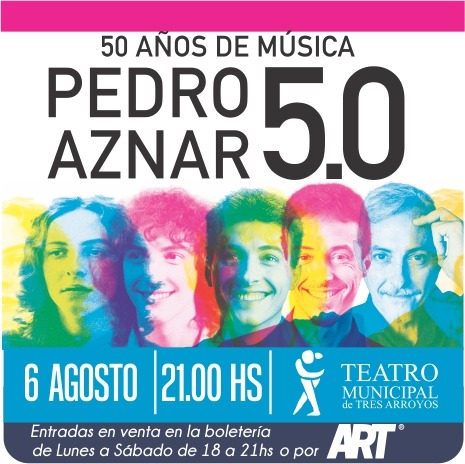 50 AÑOS DE MÚSICA
PEDRO
AZNAR
5.0
6 AGOSTO
21.00 HS
TEATRO
MUNICIPAL
de TRES ARROYOS
Entradas en venta en la boletería
de Lunes a Sábado de 18 a 21hs o por
ART®